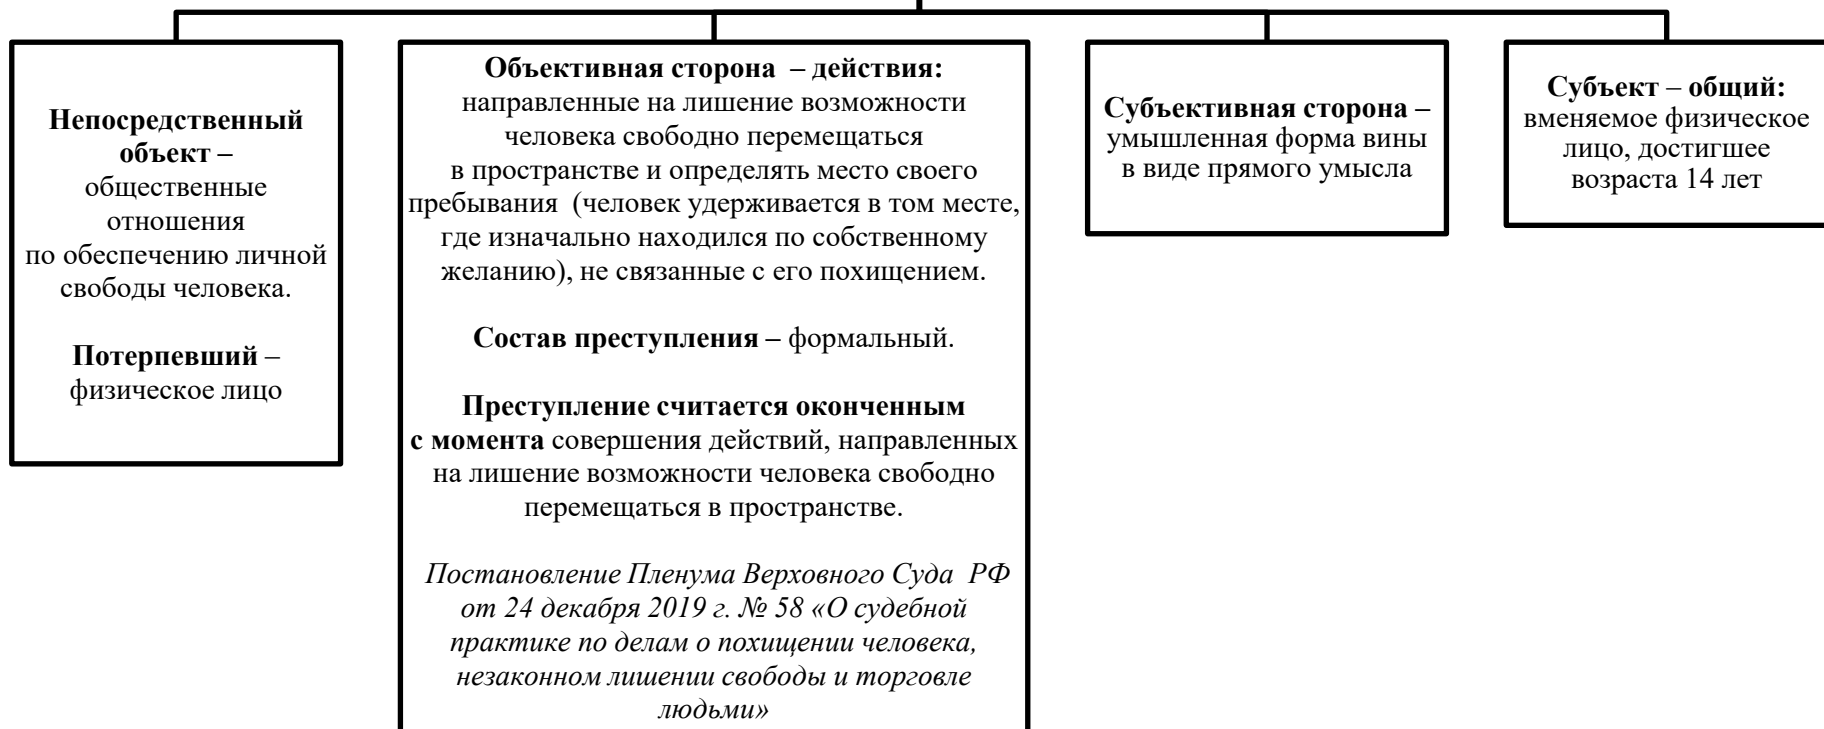 Непосредственный
объект –
общественные
отношения
по обеспечению личной
свободы человека.
Потерпевший –
физическое лицо
Объективная сторона – действия:
направленные на лишение возможности
человека свободно перемещаться
в пространстве и определять место своего
пребывания (человек удерживается в том месте,
где изначально находился по собственному
желанию), не связанные с его похищением.
Состав преступления – формальный.
Преступление считается оконченным
с момента совершения действий, направленных
на лишение возможности человека свободно
перемещаться в пространстве.
Постановление Пленума Верховного Суда РФ
от 24 декабря 2019 г. № 58 «О судебной
практике по делам о похищении человека,
незаконном лишении свободы и торговле
людьми»
Субъективная сторона –
умышленная форма вины
в виде прямого умысла
Субъект – общий:
вменяемое физическое
лицо, достигшее
возраста 14 лет